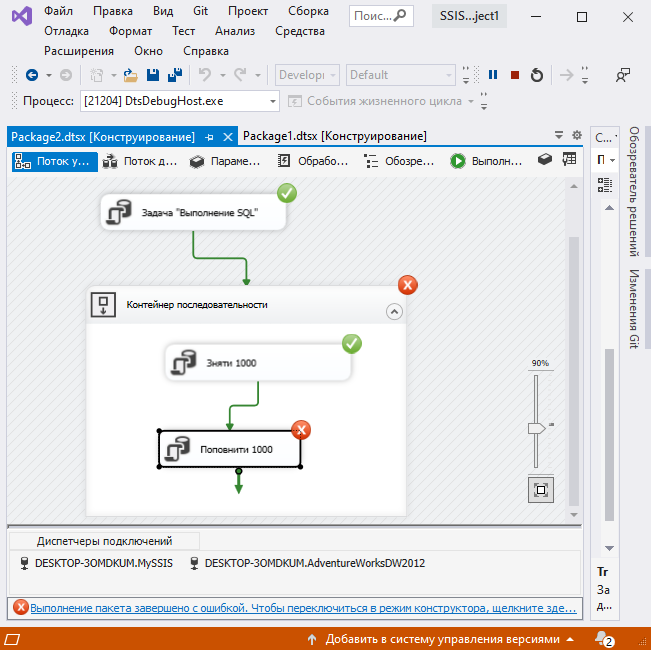 Файл Правка Вид Git Проект Сборка Поис... SSIS...ject1
Отладка Формат Тест Анализ Средства
Расширения Окно Справка
Developi Default
Процесс: [21204] DtsDebugHost.exe События жизненного цикла
Package2.dtsx [Конструирование] Package1.dtsx [Конструирование] С...
Поток у... Поток д... Параме... Обрабо... Обозре... Выполн... П
Обозреватель решений
Изменения Git
Задача "Выполнение SQL"
Контейнер последовательности
Зняти 1000
90%
Поповнити 1000
Диспетчеры подключений
DESKTOP-3OMDKUM.MySSIS DESKTOP-3OMDKUM.AdventureWorksDW2012
Tr
За
д...
Выполнение пакета завершено с ошибкой. Чтобы переключиться в режим конструктора, щелкните зде...
Добавить в систему управления версиями 2